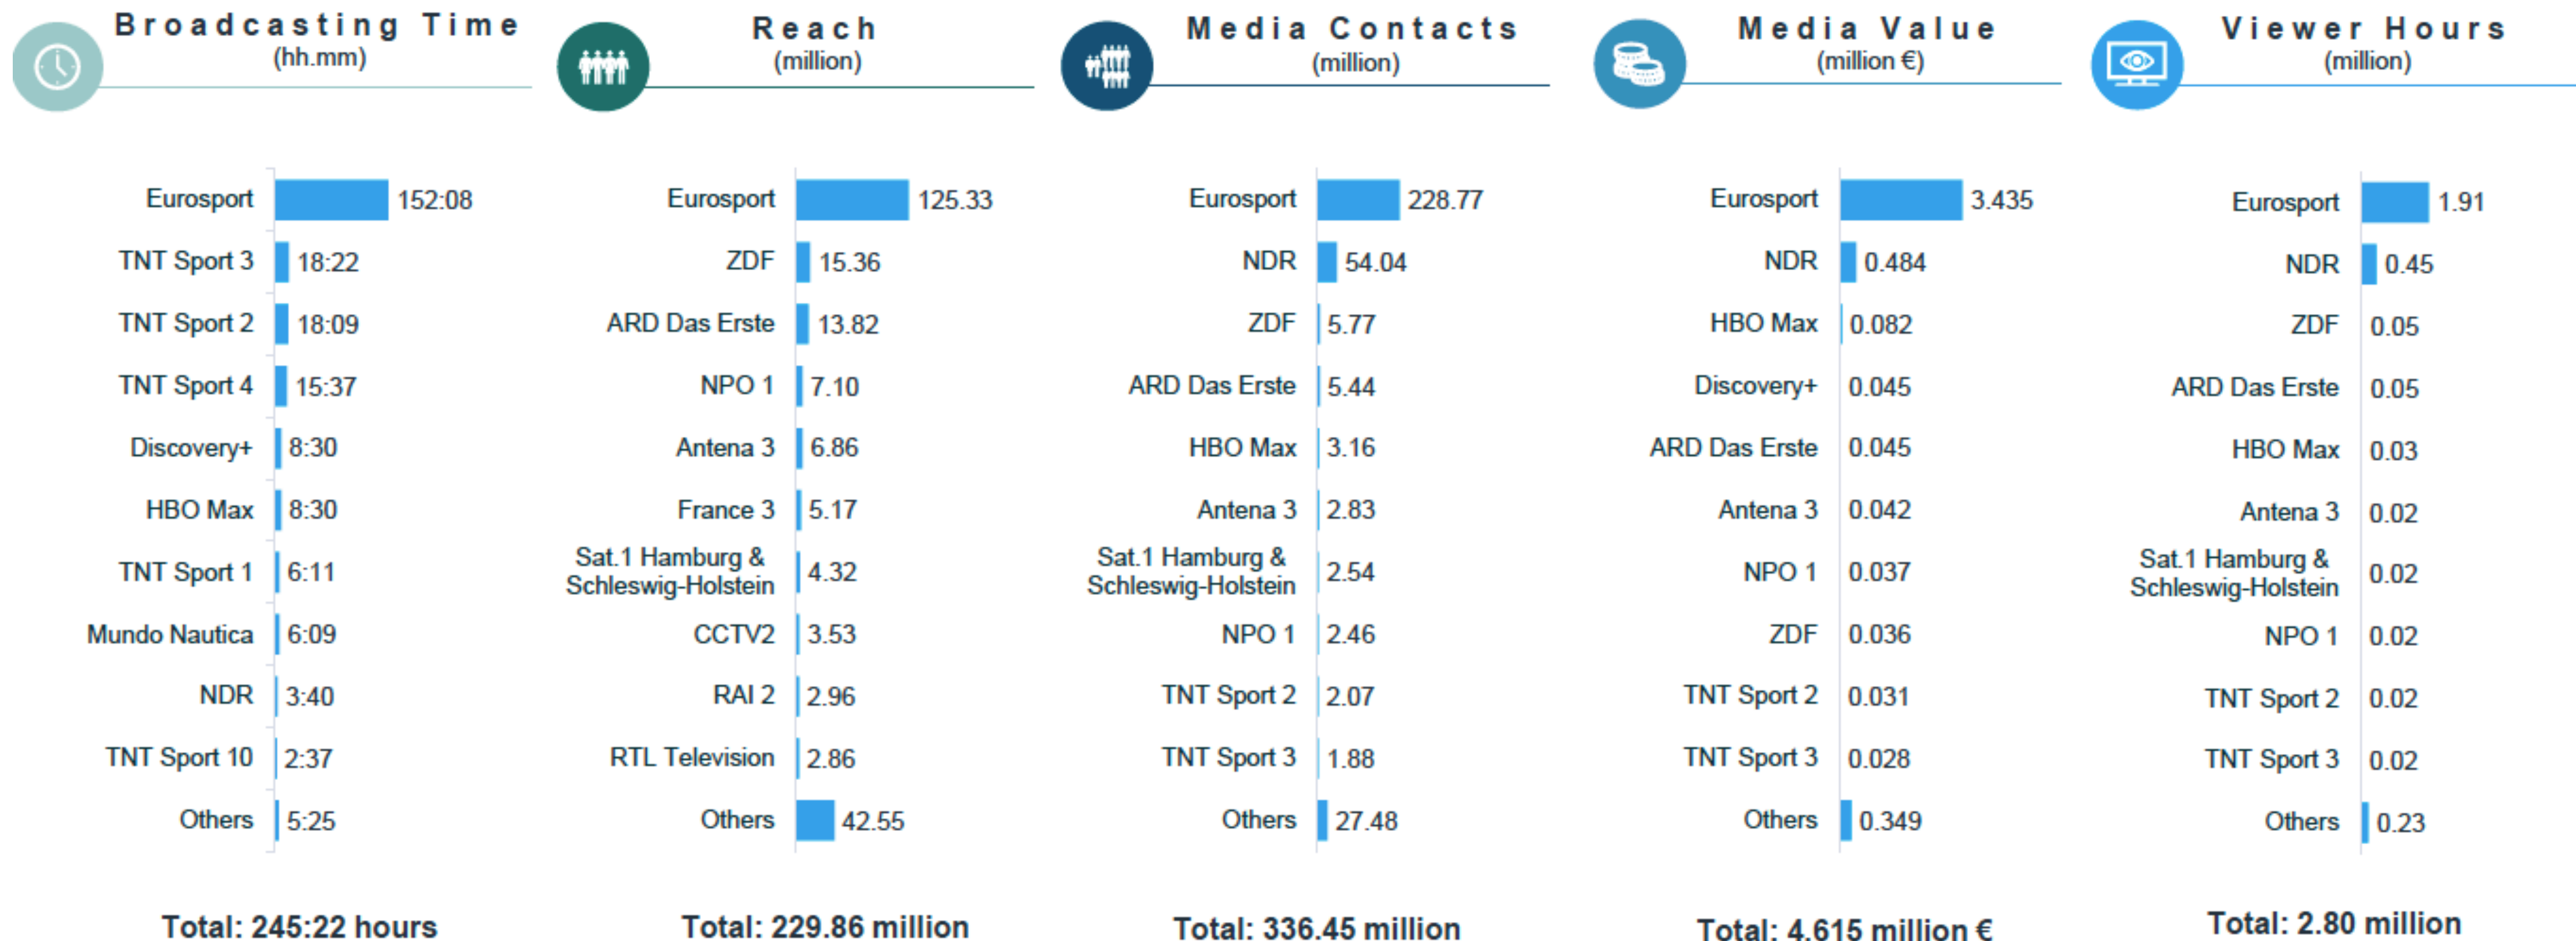 Broadcasting Time
(hh.mm)
Eurosport 152:08
TNT Sport 3 18:22
TNT Sport 2 18:09
TNT Sport 4 15:37
Discovery+ 8:30
HBO Max 8:30
TNT Sport 1 6:11
Mundo Nautica 6:09
NDR 3:40
TNT Sport 10 2:37
Others 5:25
Total: 245:22 hours
Reach
(million)
Eurosport 125.33
ZDF 15.36
ARD Das Erste 13.82
NPO 1 7.10
Antena 3 6.86
France 3 5.17
Sat.1 Hamburg &
Schleswig-Holstein 4.32
CCTV2 3.53
RAI 2 2.96
RTL Television 2.86
Others 42.55
Total: 229.86 million
Media Contacts
(million)
Eurosport 228.77
NDR 54.04
ZDF 5.77
ARD Das Erste 5.44
HBO Max 3.16
Antena 3 2.83
Sat.1 Hamburg &
Schleswig-Holstein 2.54
NPO 1 2.46
TNT Sport 2 2.07
TNT Sport 3 1.88
Others 27.48
Total: 336.45 million
Media Value
(million €)
Eurosport 3.435
NDR 0.484
HBO Max 0.082
Discovery+ 0.045
ARD Das Erste 0.045
Antena 3 0.042
NPO 1 0.037
ZDF 0.036
TNT Sport 2 0.031
TNT Sport 3 0.028
Others 0.349
Total: 4.615 million €
Viewer Hours
(million)
Eurosport 1.91
NDR 0.45
ZDF 0.05
ARD Das Erste 0.05
HBO Max 0.03
Antena 3 0.02
Sat.1 Hamburg &
Schleswig-Holstein 0.02
NPO 1 0.02
TNT Sport 2 0.02
TNT Sport 3 0.02
Others 0.23
Total: 2.80 million